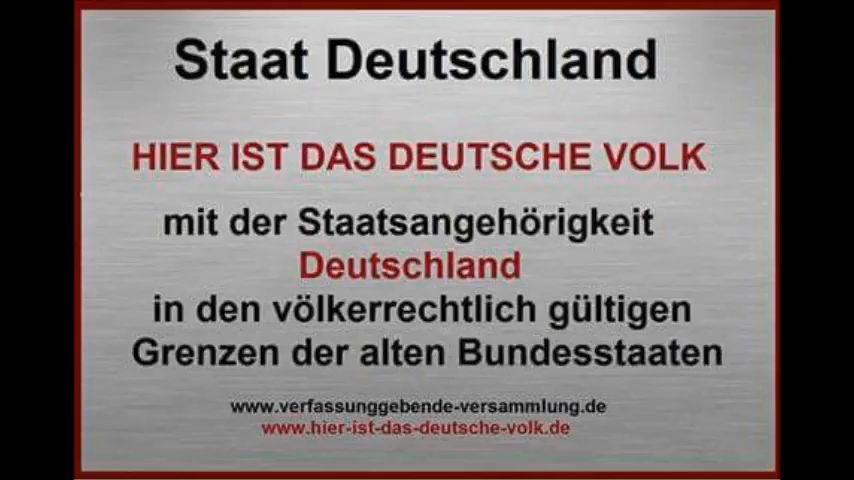 Staat Deutschland
HIER IST DAS DEUTSCHE VOLK
mit der Staatsangehörigkeit
Deutschland
in den völkerrechtlich gültigen
Grenzen der alten Bundesstaaten
www.verfassunggebende-versammlung.de
www.hier-ist-das-deutsche-volk.de